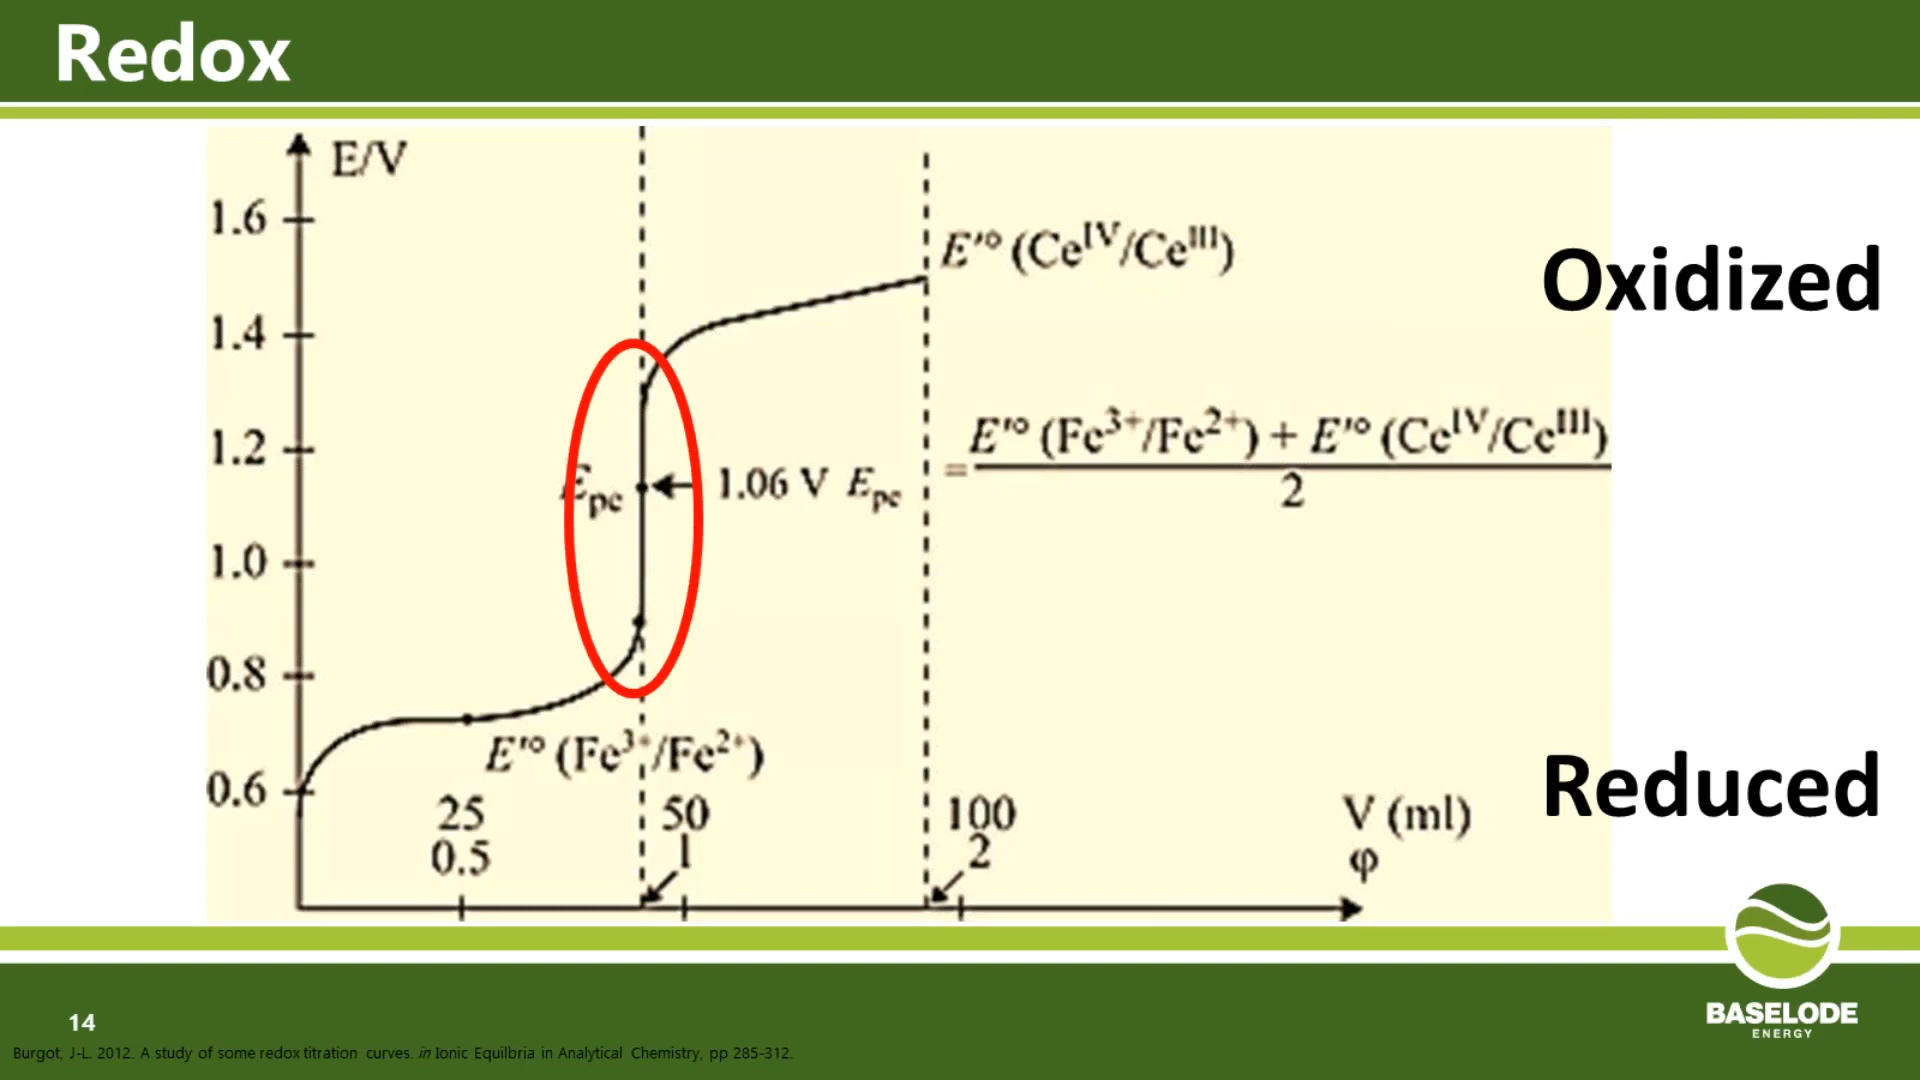 Redox
E/V
1.6
E'° (Ce^IV/Ce^III)
Oxidized
1.4
1.2
E'° (Fe³⁺/Fe²⁺) + E'° (Ce^IV/Ce^III)
Epe
1.06 V Epe
=
2
1.0
0.8
E'° (Fe³⁺/Fe²⁺)
Reduced
0.6
25
50
100
V (ml)
0.5
1
2
φ
BASELODE
ENERGY
14
Burgot, J-L. 2012. A study of some redox titration curves. in Ionic Equilbria in Analytical Chemistry, pp 285-312.